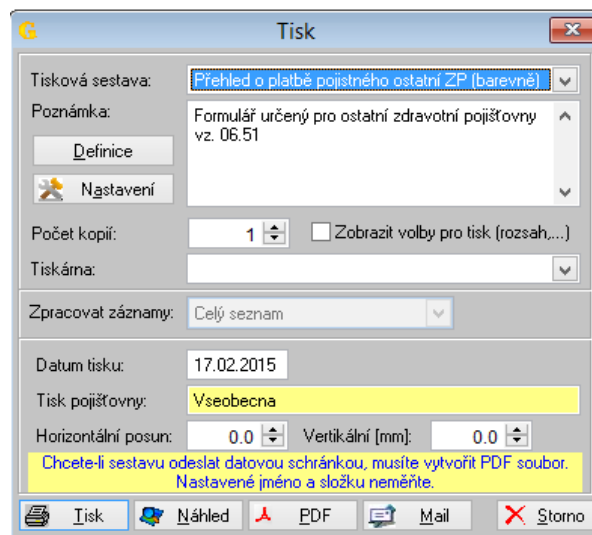 G Tisk
Tisková sestava: Přehled o platbě pojistného ostatní ZP (barevně)
Poznámka: Formulář určený pro ostatní zdravotní pojišťovny
vz. 06.51
Definice
Nastavení
Počet kopií: 1 Zobrazit volby pro tisk (rozsah,...)
Tiskárna:
Zpracovat záznamy: Celý seznam
Datum tisku: 17.02.2015
Tisk pojišťovny: Vseobecna
Horizontální posun: 0.0 Vertikální [mm]: 0.0
Chcete-li sestavu odeslat datovou schránkou, musíte vytvořit PDF soubor.
Nastavené jméno a složku neměňte.
Tisk Náhled PDF Mail Storno